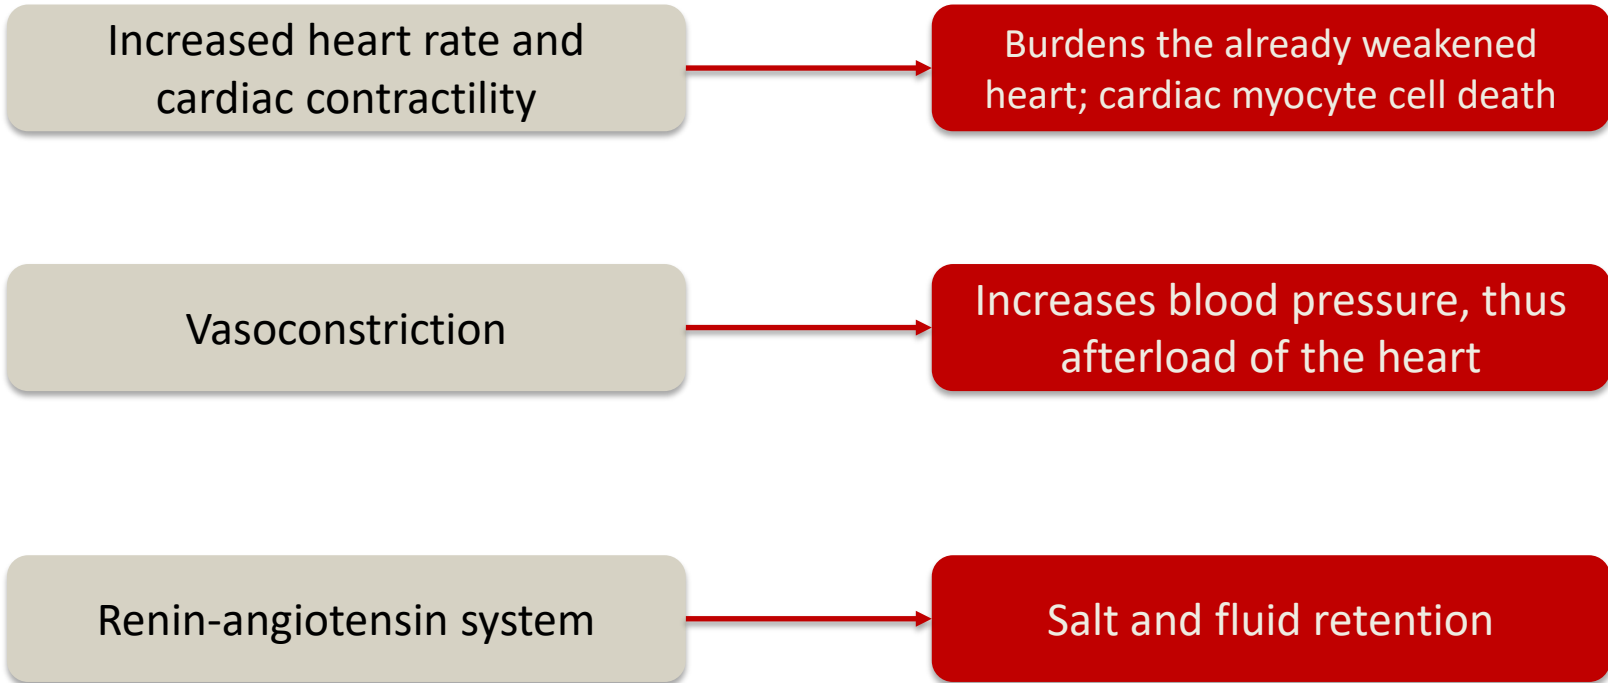 Increased heart rate and
cardiac contractility
Burdens the already weakened
heart; cardiac myocyte cell death
Vasoconstriction
Increases blood pressure, thus
afterload of the heart
Renin-angiotensin system
Salt and fluid retention